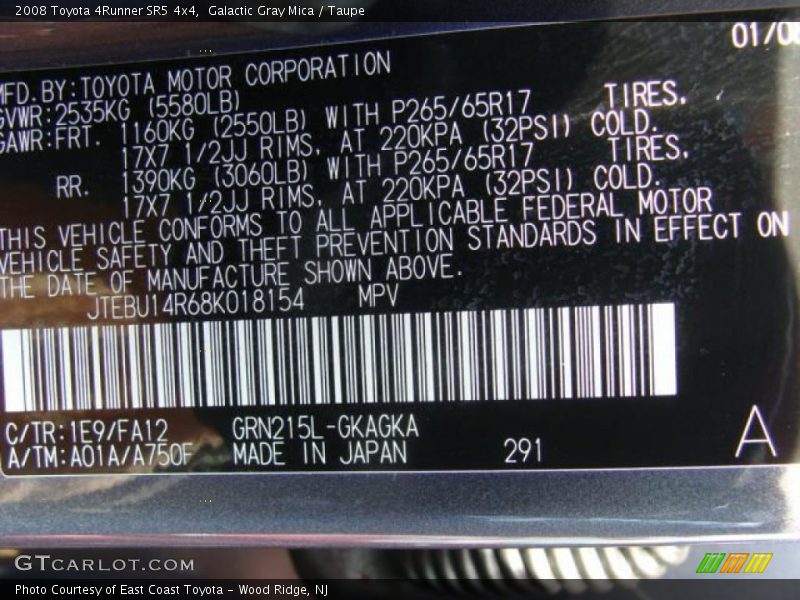 2008 Toyota 4Runner SR5 4x4,  Galactic Gray Mica / Taupe
01/08
MFD.BY:TOYOTA MOTOR CORPORATION
GVWR:2535KG (5580LB)
GAWR:FRT. 1160KG (2550LB) WITH P265/65R17 TIRES,
17X7 1/2JJ RIMS, AT 220KPA (32PSI) COLD.
RR. 1390KG (3060LB) WITH P265/65R17 TIRES,
17X7 1/2JJ RIMS, AT 220KPA (32PSI) COLD.
THIS VEHICLE CONFORMS TO ALL APPLICABLE FEDERAL MOTOR
VEHICLE SAFETY AND THEFT PREVENTION STANDARDS IN EFFECT ON
THE DATE OF MANUFACTURE SHOWN ABOVE.
JTEBU14R68K018154 MPV
C/TR:1E9/FA12 GRN215L-GKAGKA
A/TM:A01A/A750F MADE IN JAPAN 291 A
GTCARLOT.COM
Photo Courtesy of East Coast Toyota - Wood Ridge, NJ